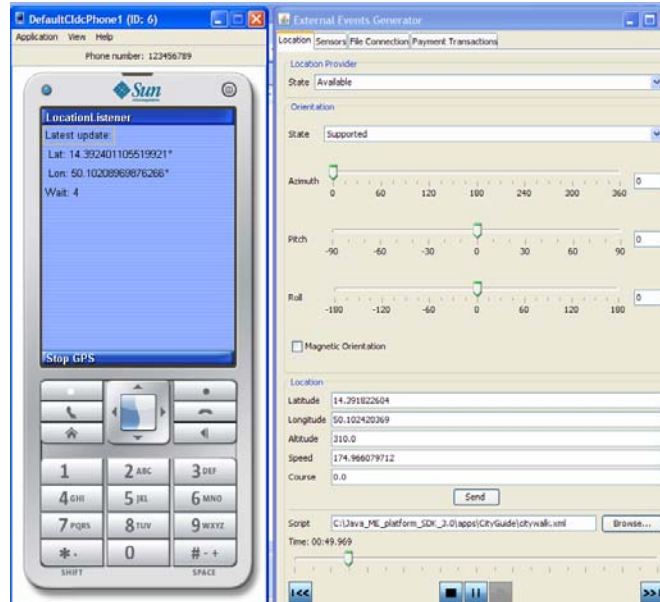 DefaultCldcPhone1 (ID: 6)
Application View Help
Phone number: 123456789
Sun
LocationListener
Latest update:
Lat: 14.392401105519921*
Lon: 50.10208969876266*
Wait: 4
Stop GPS
1
2 ABC
3 DEF
4 GHI
5 JKL
6 MNO
7 PQRS
8 TUV
9 WXYZ
* .
0
# - +
SHIFT
SPACE
External Events Generator
Location Sensors File Connection Payment Transactions
Location Provider
State Available
Orientation
State Supported
Azimuth 0
0 60 120 180 240 300 360
Pitch 0
-90 -60 -30 0 30 60 90
Roll 0
-180 -120 -60 0 60 120 180
Magnetic Orientation
Location
Latitude 14.391822604
Longitude 50.102420369
Altitude 310.0
Speed 174.966079712
Course 0.0
Send
Script C:\Java_ME_platform_SDK_3.0\apps\CityGuide\citywalk.xml Browse...
Time: 00:49.969